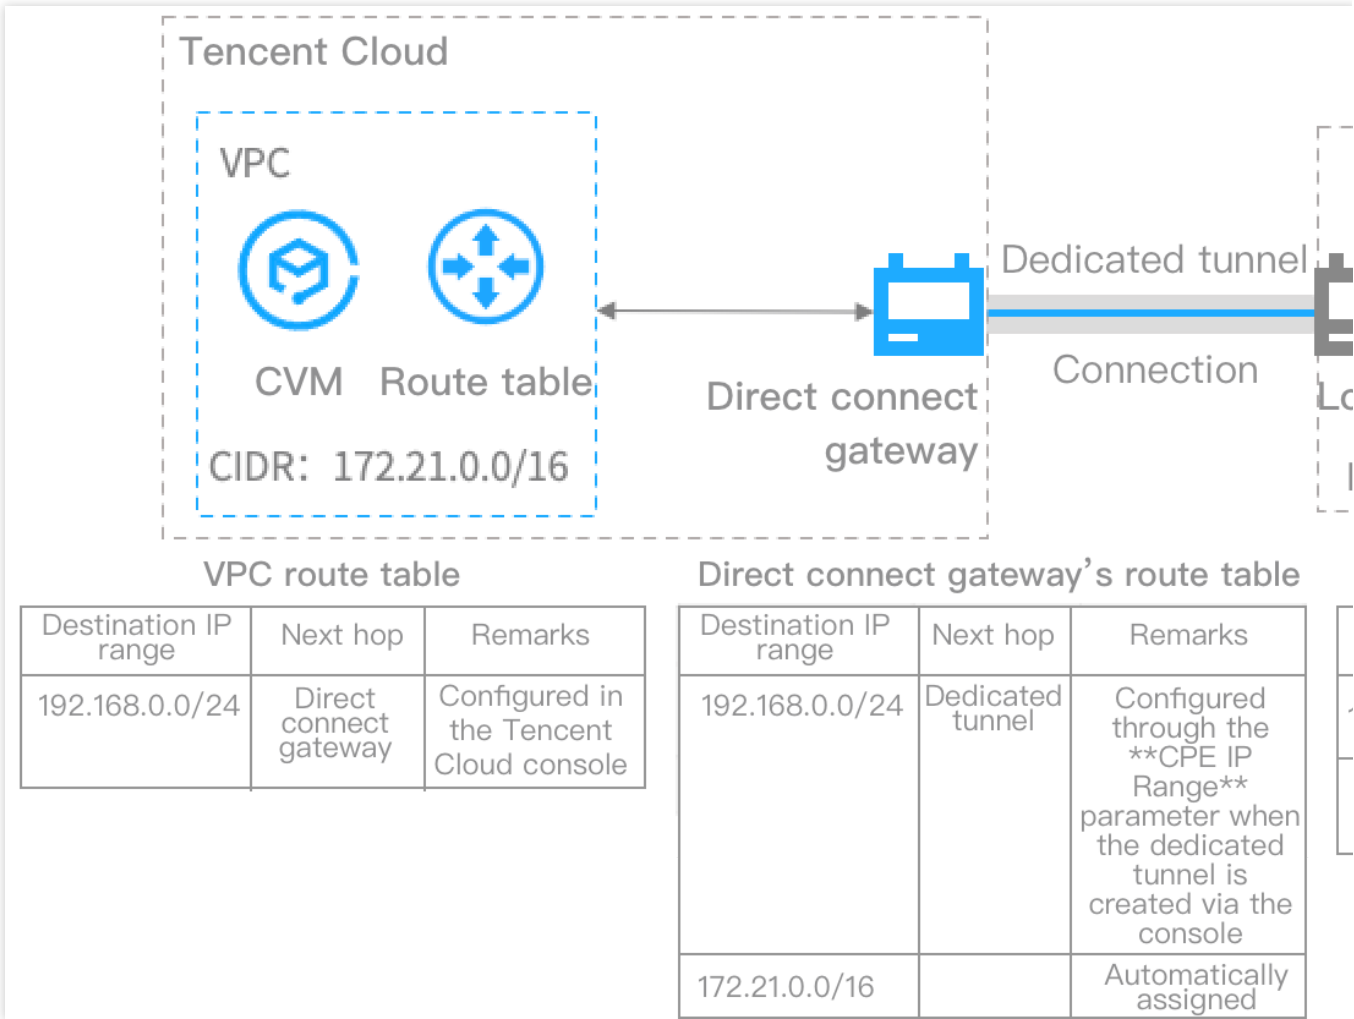 Tencent Cloud
VPC
CVM
Route table
CIDR: 172.21.0.0/16
Direct connect
gateway
Dedicated tunnel
Connection
VPC route table
Destination IP
range
Next hop
Remarks
192.168.0.0/24
Direct
connect
gateway
Configured in
the Tencent
Cloud console
Direct connect gateway's route table
Destination IP
range
Next hop
Remarks
192.168.0.0/24
Dedicated
tunnel
Configured
through the
**CPE IP
Range**
parameter when
the dedicated
tunnel is
created via the
console
172.21.0.0/16
Automatically
assigned